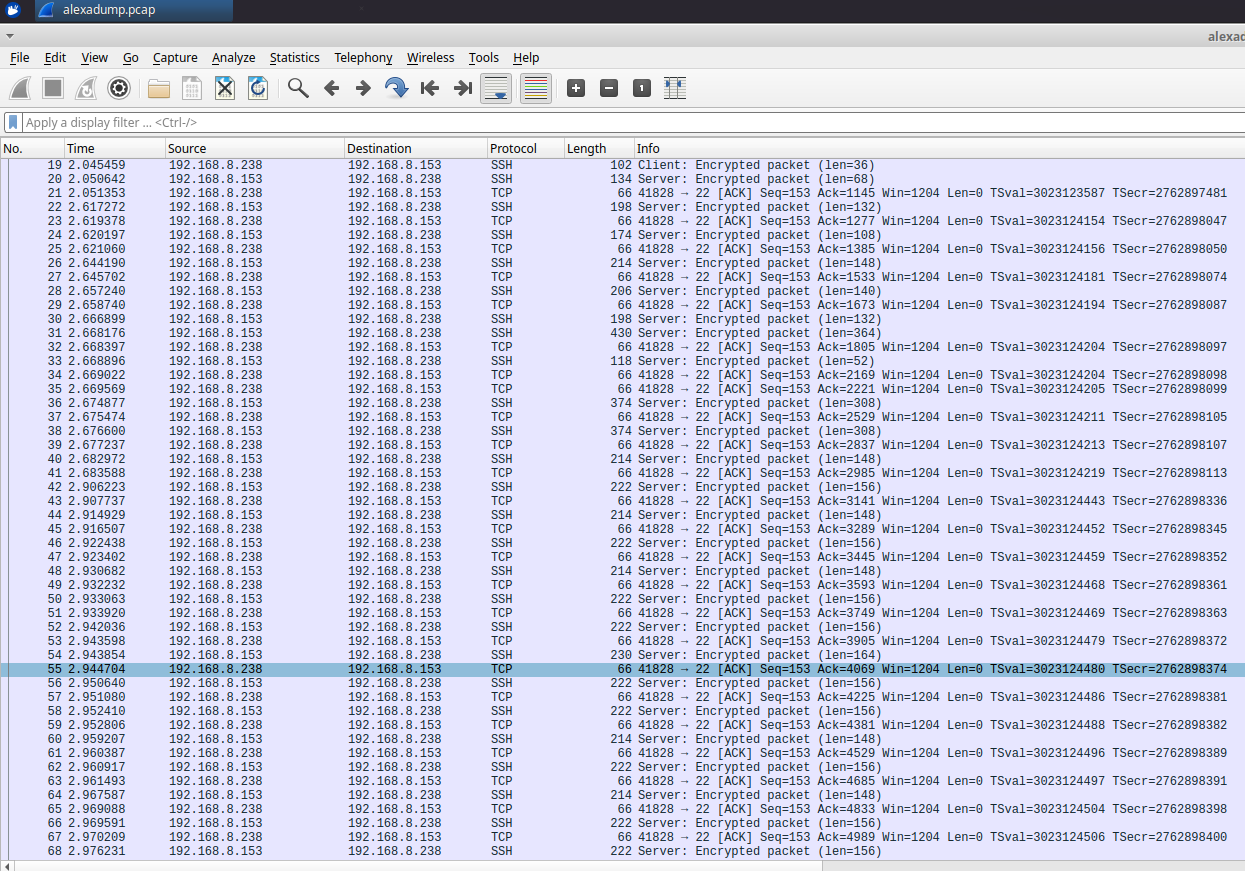 alexadump.pcap
alexad
File Edit View Go Capture Analyze Statistics Telephony Wireless Tools Help
Apply a display filter ... <Ctrl-/>
No. Time Source Destination Protocol Length Info
19 2.045459 192.168.8.238 192.168.8.153 SSH 102 Client: Encrypted packet (len=36)
20 2.050642 192.168.8.153 192.168.8.238 SSH 134 Server: Encrypted packet (len=68)
21 2.051353 192.168.8.238 192.168.8.153 TCP 66 41828 → 22 [ACK] Seq=153 Ack=1145 Win=1204 Len=0 TSval=3023123587 TSecr=2762897481
22 2.617272 192.168.8.153 192.168.8.238 SSH 198 Server: Encrypted packet (len=132)
23 2.619378 192.168.8.238 192.168.8.153 TCP 66 41828 → 22 [ACK] Seq=153 Ack=1277 Win=1204 Len=0 TSval=3023124154 TSecr=2762898047
24 2.620197 192.168.8.153 192.168.8.238 SSH 174 Server: Encrypted packet (len=108)
25 2.621060 192.168.8.238 192.168.8.153 TCP 66 41828 → 22 [ACK] Seq=153 Ack=1385 Win=1204 Len=0 TSval=3023124156 TSecr=2762898050
26 2.644190 192.168.8.153 192.168.8.238 SSH 214 Server: Encrypted packet (len=148)
27 2.645702 192.168.8.238 192.168.8.153 TCP 66 41828 → 22 [ACK] Seq=153 Ack=1533 Win=1204 Len=0 TSval=3023124181 TSecr=2762898074
28 2.657240 192.168.8.153 192.168.8.238 SSH 206 Server: Encrypted packet (len=140)
29 2.658740 192.168.8.238 192.168.8.153 TCP 66 41828 → 22 [ACK] Seq=153 Ack=1673 Win=1204 Len=0 TSval=3023124194 TSecr=2762898087
30 2.666899 192.168.8.153 192.168.8.238 SSH 198 Server: Encrypted packet (len=132)
31 2.668176 192.168.8.153 192.168.8.238 SSH 430 Server: Encrypted packet (len=364)
32 2.668397 192.168.8.238 192.168.8.153 TCP 66 41828 → 22 [ACK] Seq=153 Ack=1805 Win=1204 Len=0 TSval=3023124204 TSecr=2762898097
33 2.668896 192.168.8.153 192.168.8.238 SSH 118 Server: Encrypted packet (len=52)
34 2.669022 192.168.8.238 192.168.8.153 TCP 66 41828 → 22 [ACK] Seq=153 Ack=2169 Win=1204 Len=0 TSval=3023124204 TSecr=2762898098
35 2.669569 192.168.8.238 192.168.8.153 TCP 66 41828 → 22 [ACK] Seq=153 Ack=2221 Win=1204 Len=0 TSval=3023124205 TSecr=2762898099
36 2.674877 192.168.8.153 192.168.8.238 SSH 374 Server: Encrypted packet (len=308)
37 2.675474 192.168.8.238 192.168.8.153 TCP 66 41828 → 22 [ACK] Seq=153 Ack=2529 Win=1204 Len=0 TSval=3023124211 TSecr=2762898105
38 2.676600 192.168.8.153 192.168.8.238 SSH 374 Server: Encrypted packet (len=308)
39 2.677237 192.168.8.238 192.168.8.153 TCP 66 41828 → 22 [ACK] Seq=153 Ack=2837 Win=1204 Len=0 TSval=3023124213 TSecr=2762898107
40 2.682972 192.168.8.153 192.168.8.238 SSH 214 Server: Encrypted packet (len=148)
41 2.683588 192.168.8.238 192.168.8.153 TCP 66 41828 → 22 [ACK] Seq=153 Ack=2985 Win=1204 Len=0 TSval=3023124219 TSecr=2762898113
42 2.906223 192.168.8.153 192.168.8.238 SSH 222 Server: Encrypted packet (len=156)
43 2.907737 192.168.8.238 192.168.8.153 TCP 66 41828 → 22 [ACK] Seq=153 Ack=3141 Win=1204 Len=0 TSval=3023124443 TSecr=2762898336
44 2.914929 192.168.8.153 192.168.8.238 SSH 214 Server: Encrypted packet (len=148)
45 2.916507 192.168.8.238 192.168.8.153 TCP 66 41828 → 22 [ACK] Seq=153 Ack=3289 Win=1204 Len=0 TSval=3023124452 TSecr=2762898345
46 2.922438 192.168.8.153 192.168.8.238 SSH 222 Server: Encrypted packet (len=156)
47 2.923402 192.168.8.238 192.168.8.153 TCP 66 41828 → 22 [ACK] Seq=153 Ack=3445 Win=1204 Len=0 TSval=3023124459 TSecr=2762898352
48 2.930682 192.168.8.153 192.168.8.238 SSH 214 Server: Encrypted packet (len=148)
49 2.932232 192.168.8.238 192.168.8.153 TCP 66 41828 → 22 [ACK] Seq=153 Ack=3593 Win=1204 Len=0 TSval=3023124468 TSecr=2762898361
50 2.933063 192.168.8.153 192.168.8.238 SSH 222 Server: Encrypted packet (len=156)
51 2.933920 192.168.8.238 192.168.8.153 TCP 66 41828 → 22 [ACK] Seq=153 Ack=3749 Win=1204 Len=0 TSval=3023124469 TSecr=2762898363
52 2.942036 192.168.8.153 192.168.8.238 SSH 222 Server: Encrypted packet (len=156)
53 2.943598 192.168.8.238 192.168.8.153 TCP 66 41828 → 22 [ACK] Seq=153 Ack=3905 Win=1204 Len=0 TSval=3023124479 TSecr=2762898372
54 2.943854 192.168.8.153 192.168.8.238 SSH 230 Server: Encrypted packet (len=164)
55 2.944704 192.168.8.238 192.168.8.153 TCP 66 41828 → 22 [ACK] Seq=153 Ack=4069 Win=1204 Len=0 TSval=3023124480 TSecr=2762898374
56 2.950640 192.168.8.153 192.168.8.238 SSH 222 Server: Encrypted packet (len=156)
57 2.951080 192.168.8.238 192.168.8.153 TCP 66 41828 → 22 [ACK] Seq=153 Ack=4225 Win=1204 Len=0 TSval=3023124486 TSecr=2762898381
58 2.952410 192.168.8.153 192.168.8.238 SSH 222 Server: Encrypted packet (len=156)
59 2.952806 192.168.8.238 192.168.8.153 TCP 66 41828 → 22 [ACK] Seq=153 Ack=4381 Win=1204 Len=0 TSval=3023124488 TSecr=2762898382
60 2.959207 192.168.8.153 192.168.8.238 SSH 214 Server: Encrypted packet (len=148)
61 2.960387 192.168.8.238 192.168.8.153 TCP 66 41828 → 22 [ACK] Seq=153 Ack=4529 Win=1204 Len=0 TSval=3023124496 TSecr=2762898389
62 2.960917 192.168.8.153 192.168.8.238 SSH 222 Server: Encrypted packet (len=156)
63 2.961493 192.168.8.238 192.168.8.153 TCP 66 41828 → 22 [ACK] Seq=153 Ack=4685 Win=1204 Len=0 TSval=3023124497 TSecr=2762898391
64 2.967587 192.168.8.153 192.168.8.238 SSH 214 Server: Encrypted packet (len=148)
65 2.969088 192.168.8.238 192.168.8.153 TCP 66 41828 → 22 [ACK] Seq=153 Ack=4833 Win=1204 Len=0 TSval=3023124504 TSecr=2762898398
66 2.969591 192.168.8.153 192.168.8.238 SSH 222 Server: Encrypted packet (len=156)
67 2.970209 192.168.8.238 192.168.8.153 TCP 66 41828 → 22 [ACK] Seq=153 Ack=4989 Win=1204 Len=0 TSval=3023124506 TSecr=2762898400
68 2.976231 192.168.8.153 192.168.8.238 SSH 222 Server: Encrypted packet (len=156)